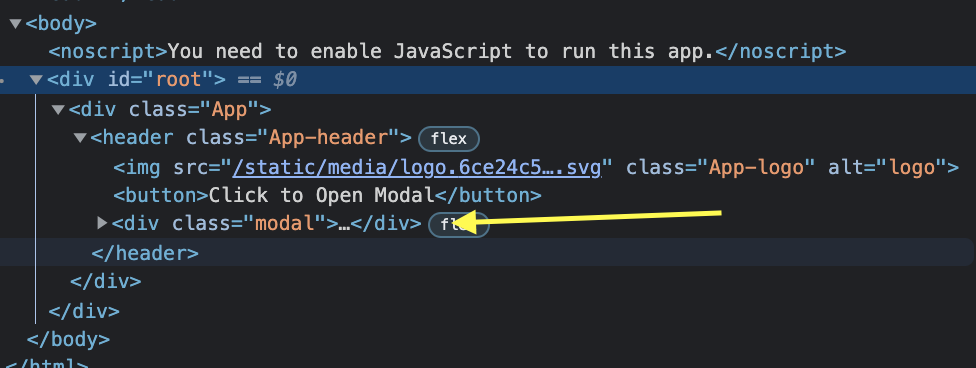 <body>
<noscript>You need to enable JavaScript to run this app.</noscript>
<div id="root"> == $0
<div class="App">
<header class="App-header"> flex
<img src="/static/media/logo.6ce24c5….svg" class="App-logo" alt="logo">
<button>Click to Open Modal</button>
<div class="modal">…</div>
</header>
</div>
</div>
</body>
</html>